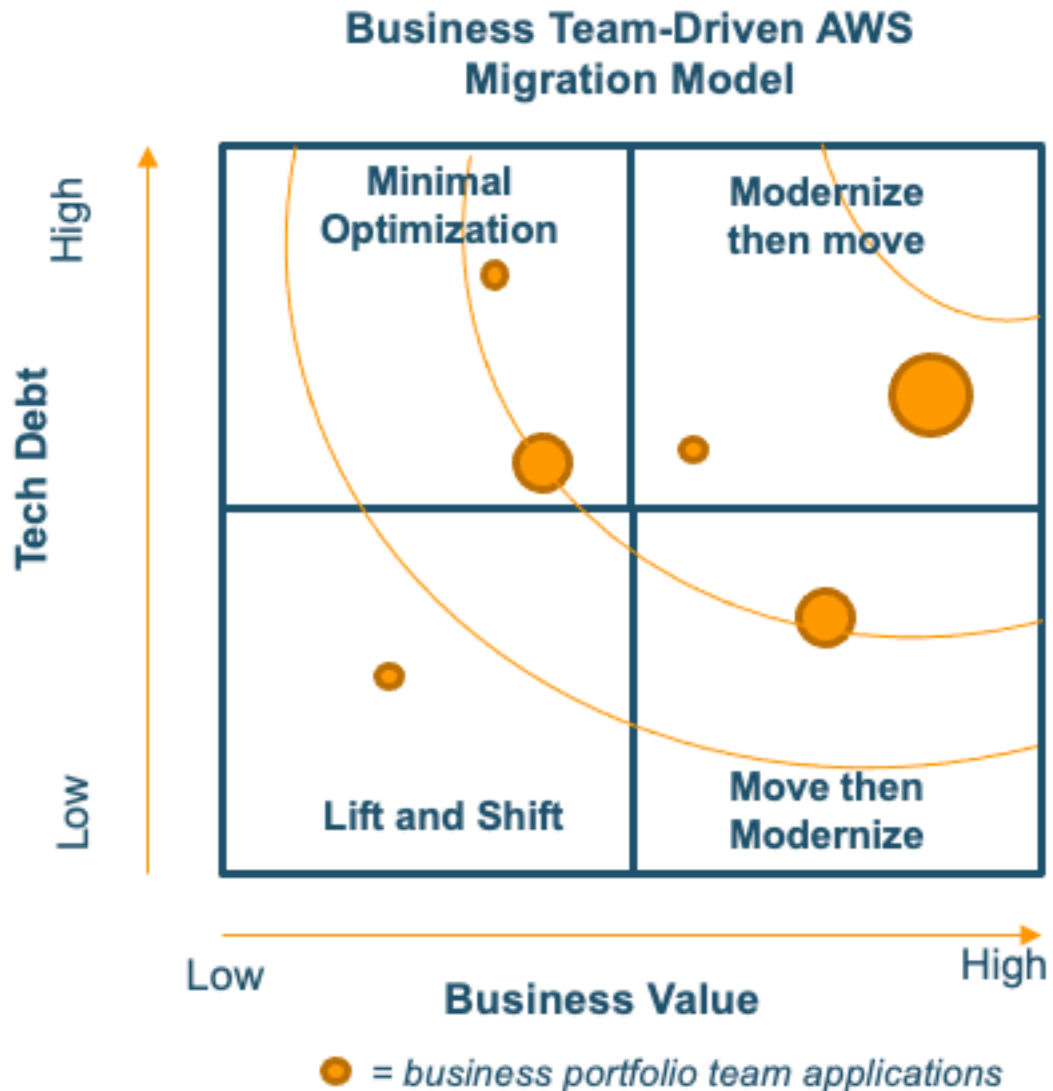 Business Team-Driven AWS
Migration Model
High
Tech Debt
Low
Minimal
Optimization
Modernize
then move
Lift and Shift
Move then
Modernize
Low
High
Business Value
= business portfolio team applications